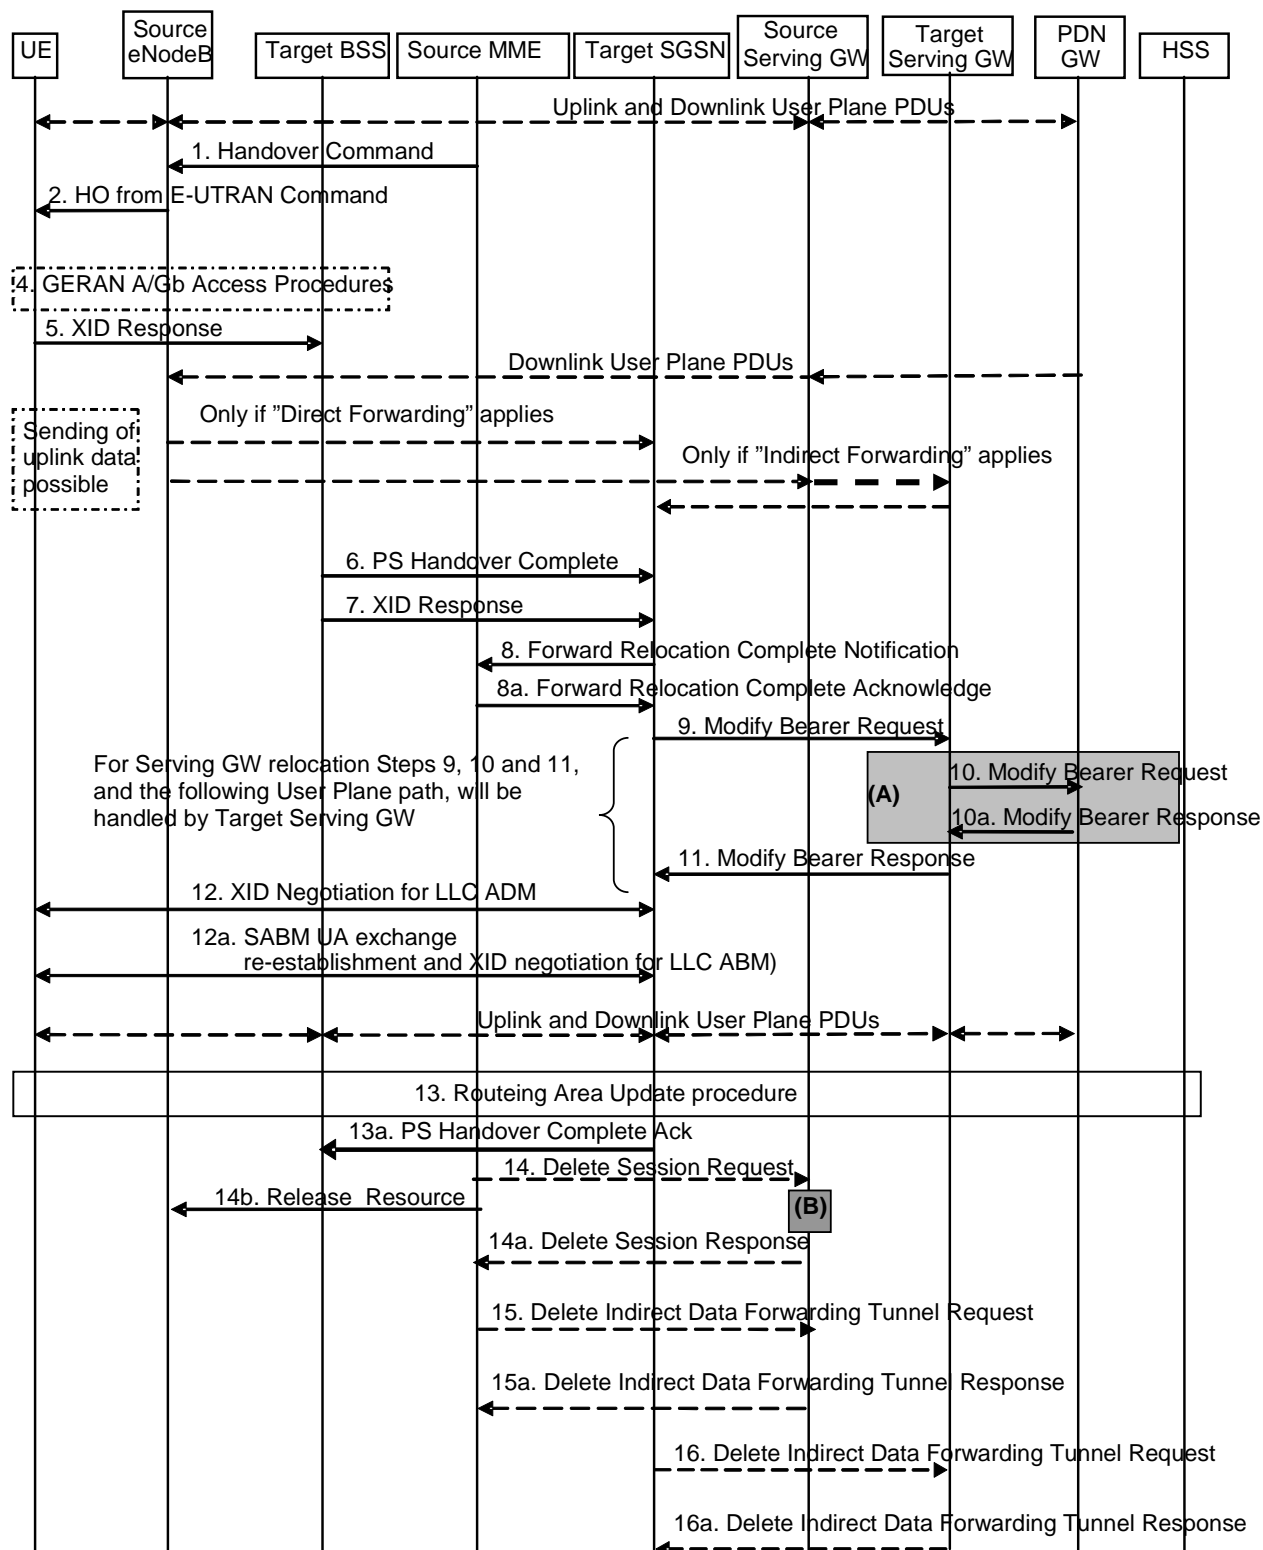 UE
Source
eNodeB
Target BSS
Source MME
Target SGSN
Source
Serving GW
Target
Serving GW
PDN
GW
HSS
Uplink and Downlink User Plane PDUs
1. Handover Command
2. HO from E-UTRAN Command
4. GERAN A/Gb Access Procedures
5. XID Response
Downlink User Plane PDUs
Only if ”Direct Forwarding” applies
Sending of
uplink data
possible
Only if ”Indirect Forwarding” applies
6. PS Handover Complete
7. XID Response
8. Forward Relocation Complete Notification
8a. Forward Relocation Complete Acknowledge
9. Modify Bearer Request
For Serving GW relocation Steps 9, 10 and 11,
and the following User Plane path, will be
handled by Target Serving GW
(A)
10. Modify Bearer Request
10a. Modify Bearer Response
11. Modify Bearer Response
12. XID Negotiation for LLC ADM
12a. SABM UA exchange
re-establishment and XID negotiation for LLC ABM)
Uplink and Downlink User Plane PDUs
13. Routeing Area Update procedure
13a. PS Handover Complete Ack
14. Delete Session Request
14b. Release Resource
(B)
14a. Delete Session Response
15. Delete Indirect Data Forwarding Tunnel Request
15a. Delete Indirect Data Forwarding Tunnel Response
16. Delete Indirect Data Forwarding Tunnel Request
16a. Delete Indirect Data Forwarding Tunnel Response